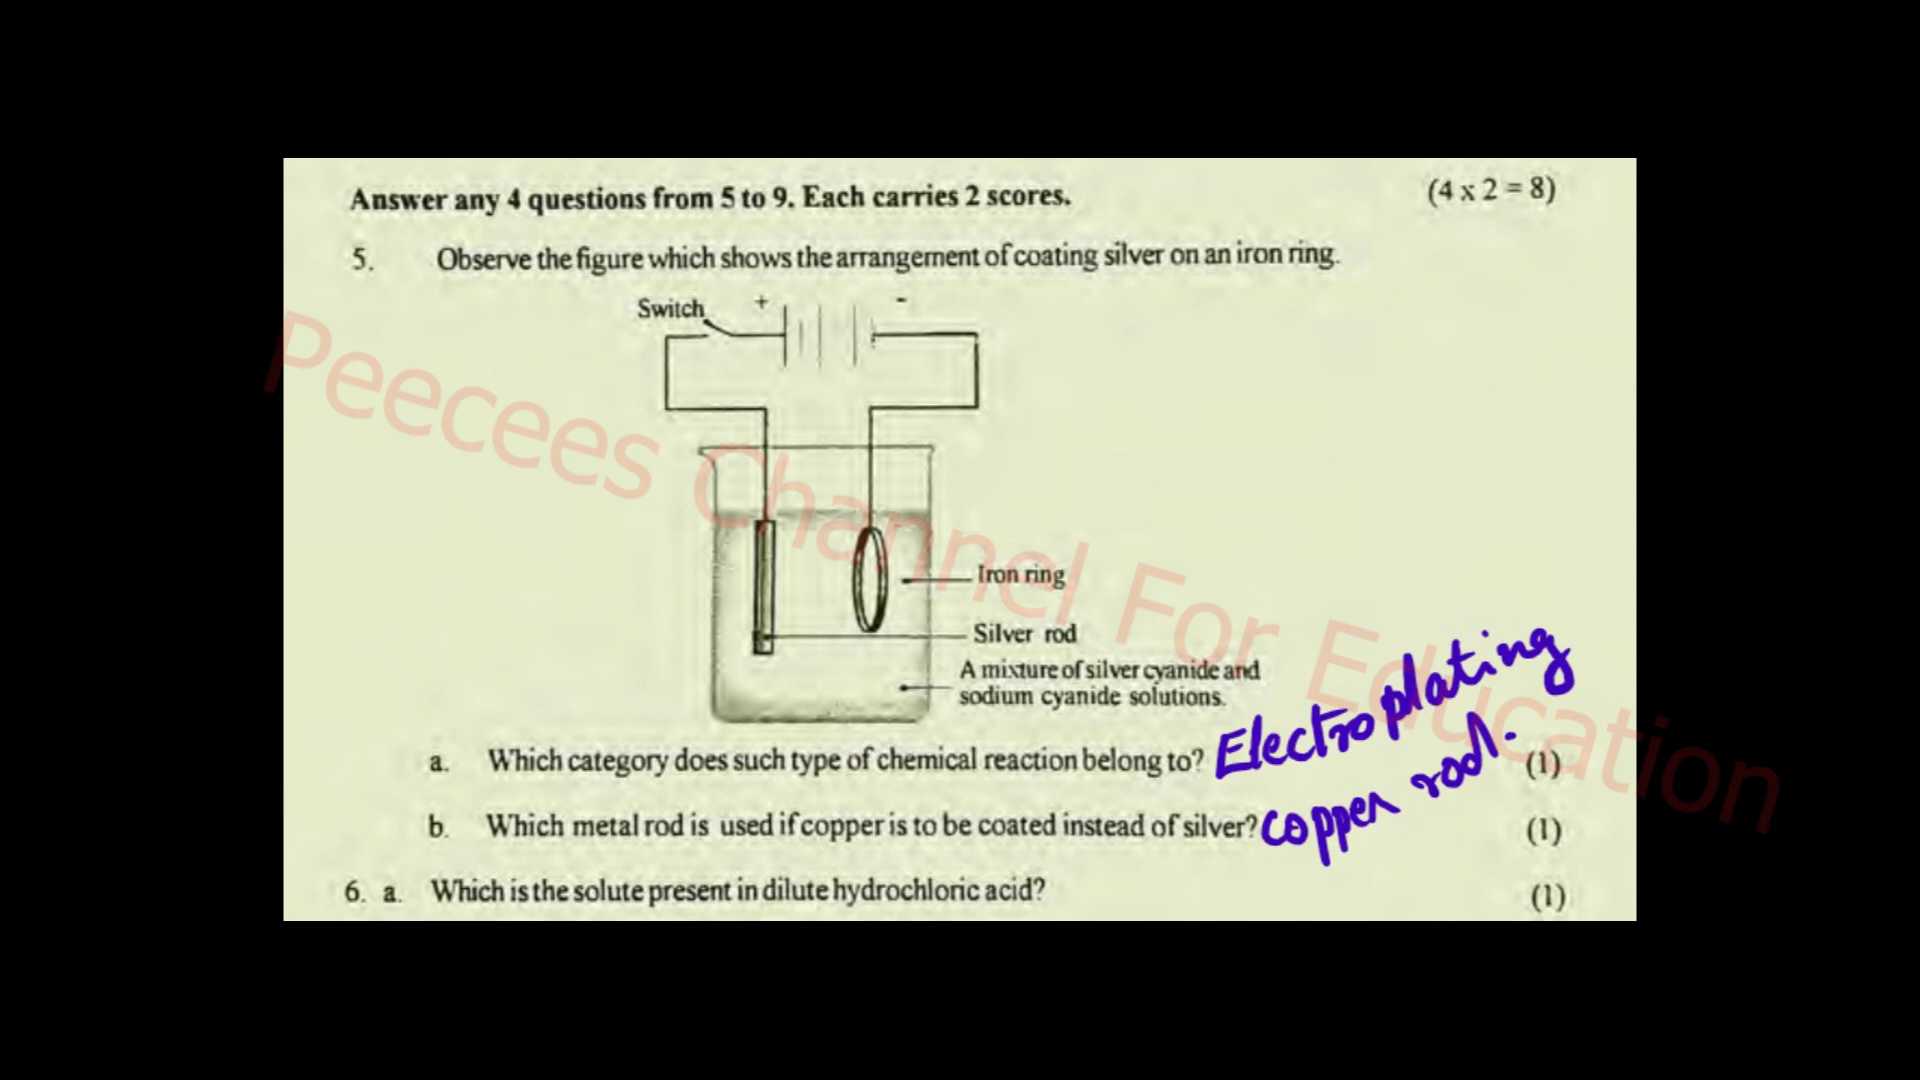 Answer any 4 questions from 5 to 9. Each carries 2 scores. (4 x 2 = 8)
5. Observe the figure which shows the arrangement of coating silver on an iron ring.
Switch + -
Peecees Channel For Education
Iron ring
Silver rod
A mixture of silver cyanide and
sodium cyanide solutions.
a. Which category does such type of chemical reaction belong to? Electroplating (1)
b. Which metal rod is used if copper is to be coated instead of silver? copper rod. (1)
6. a. Which is the solute present in dilute hydrochloric acid? (1)